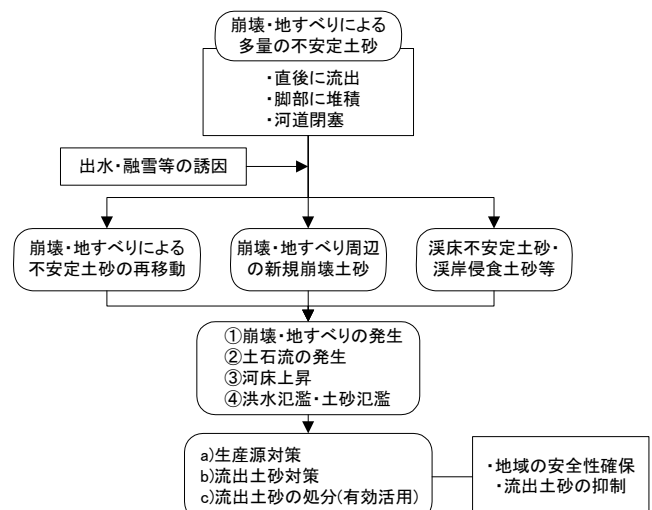 崩壊・地すべりによる
多量の不安定土砂
・直後に流出
・脚部に堆積
・河道閉塞
出水・融雪等の誘因
崩壊・地すべりによる
不安定土砂の再移動
崩壊・地すべり周辺
の新規崩壊土砂
渓床不安定土砂・
渓岸侵食土砂等
①崩壊・地すべりの発生
②土石流の発生
③河床上昇
④洪水氾濫・土砂氾濫
a)生産源対策
b)流出土砂対策
c)流出土砂の処分(有効活用)
・地域の安全性確保
・流出土砂の抑制